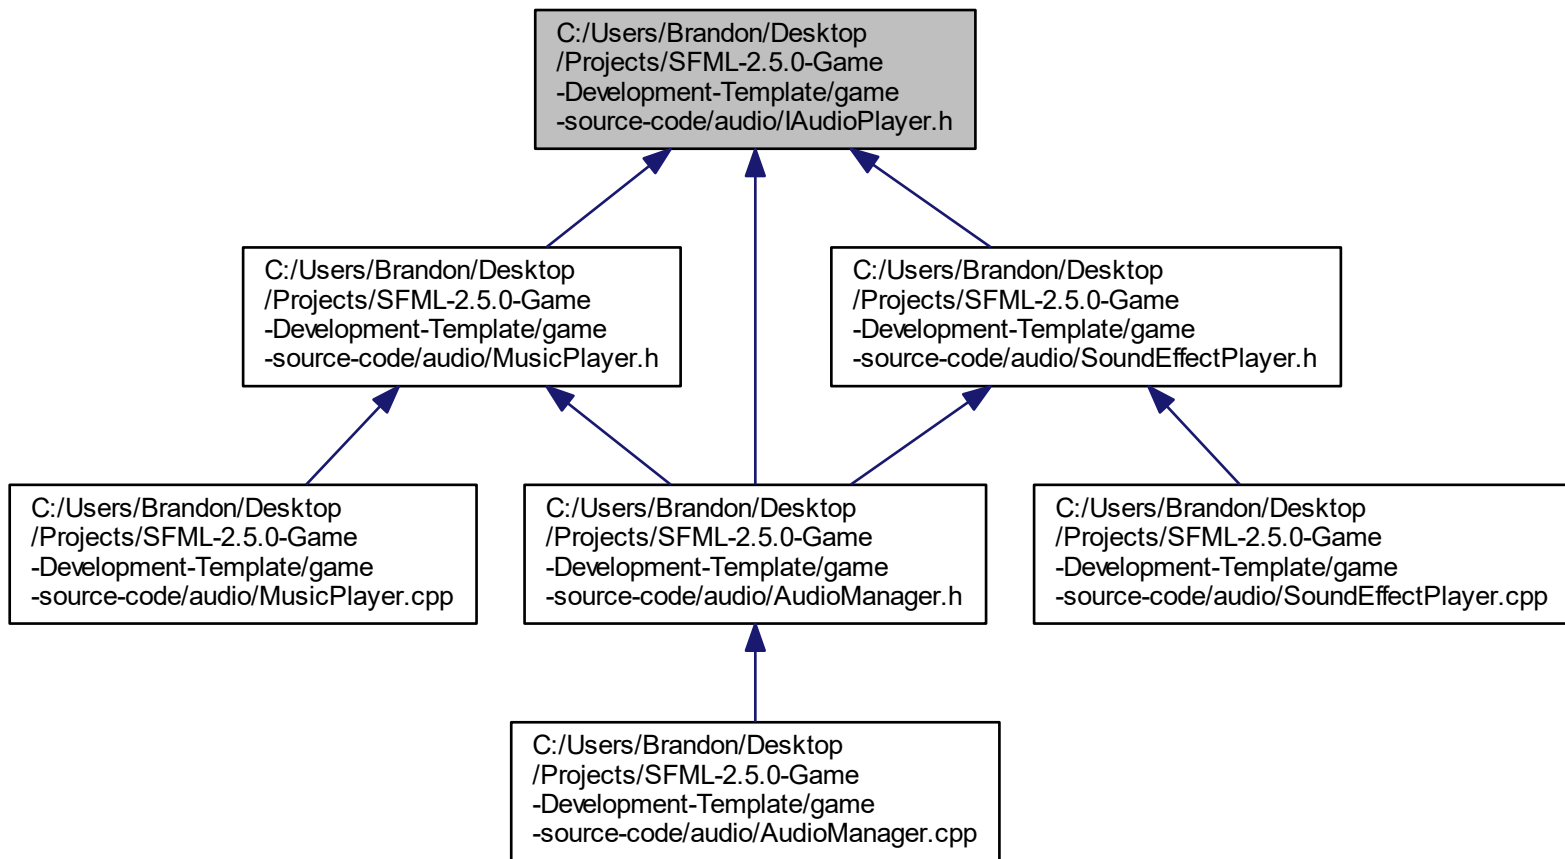 C:/Users/Brandon/Desktop
/Projects/SFML-2.5.0-Game
-Development-Template/game
-source-code/audio/IAudioPlayer.h
C:/Users/Brandon/Desktop
/Projects/SFML-2.5.0-Game
-Development-Template/game
-source-code/audio/MusicPlayer.h
C:/Users/Brandon/Desktop
/Projects/SFML-2.5.0-Game
-Development-Template/game
-source-code/audio/SoundEffectPlayer.h
C:/Users/Brandon/Desktop
/Projects/SFML-2.5.0-Game
-Development-Template/game
-source-code/audio/MusicPlayer.cpp
C:/Users/Brandon/Desktop
/Projects/SFML-2.5.0-Game
-Development-Template/game
-source-code/audio/AudioManager.h
C:/Users/Brandon/Desktop
/Projects/SFML-2.5.0-Game
-Development-Template/game
-source-code/audio/SoundEffectPlayer.cpp
C:/Users/Brandon/Desktop
/Projects/SFML-2.5.0-Game
-Development-Template/game
-source-code/audio/AudioManager.cpp